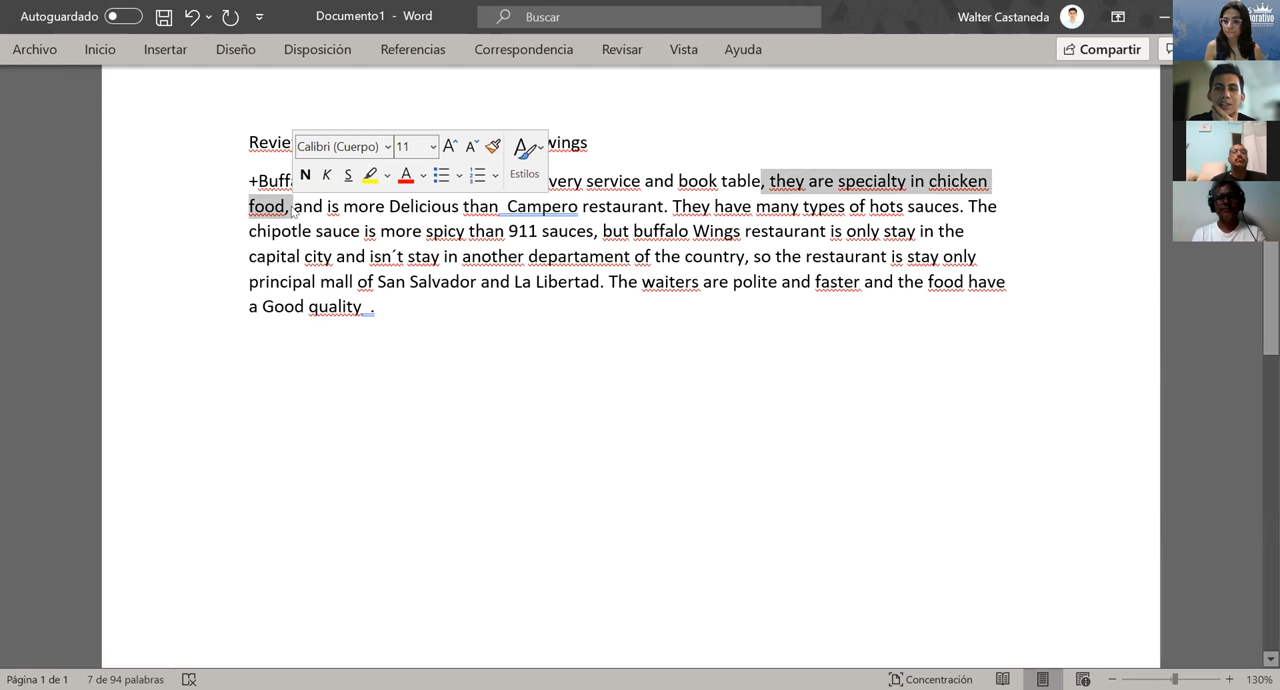 Autoguardado
Documento1 - Word
Buscar
Walter Castaneda
Archivo Inicio Insertar Diseño Disposición Referencias Correspondencia Revisar Vista Ayuda
Compartir
Calibri (Cuerpo) 11
N K S A
Estilos
wings
very service and book table, they are specialty in chicken
food, and is more Delicious than Campero restaurant. They have many types of hots sauces. The
chipotle sauce is more spicy than 911 sauces, but buffalo Wings restaurant is only stay in the
capital city and isn´t stay in another departament of the country, so the restaurant is stay only
principal mall of San Salvador and La Libertad. The waiters are polite and faster and the food have
a Good quality .
Página 1 de 1 7 de 94 palabras
Concentración
130%